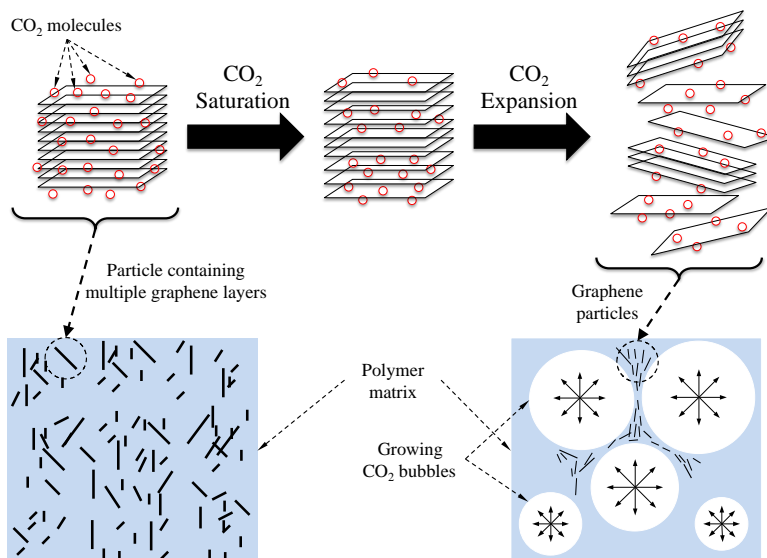 CO2 molecules
CO2
Saturation
CO2
Expansion
Particle containing
multiple graphene layers
Graphene
particles
Polymer
matrix
Growing
CO2 bubbles